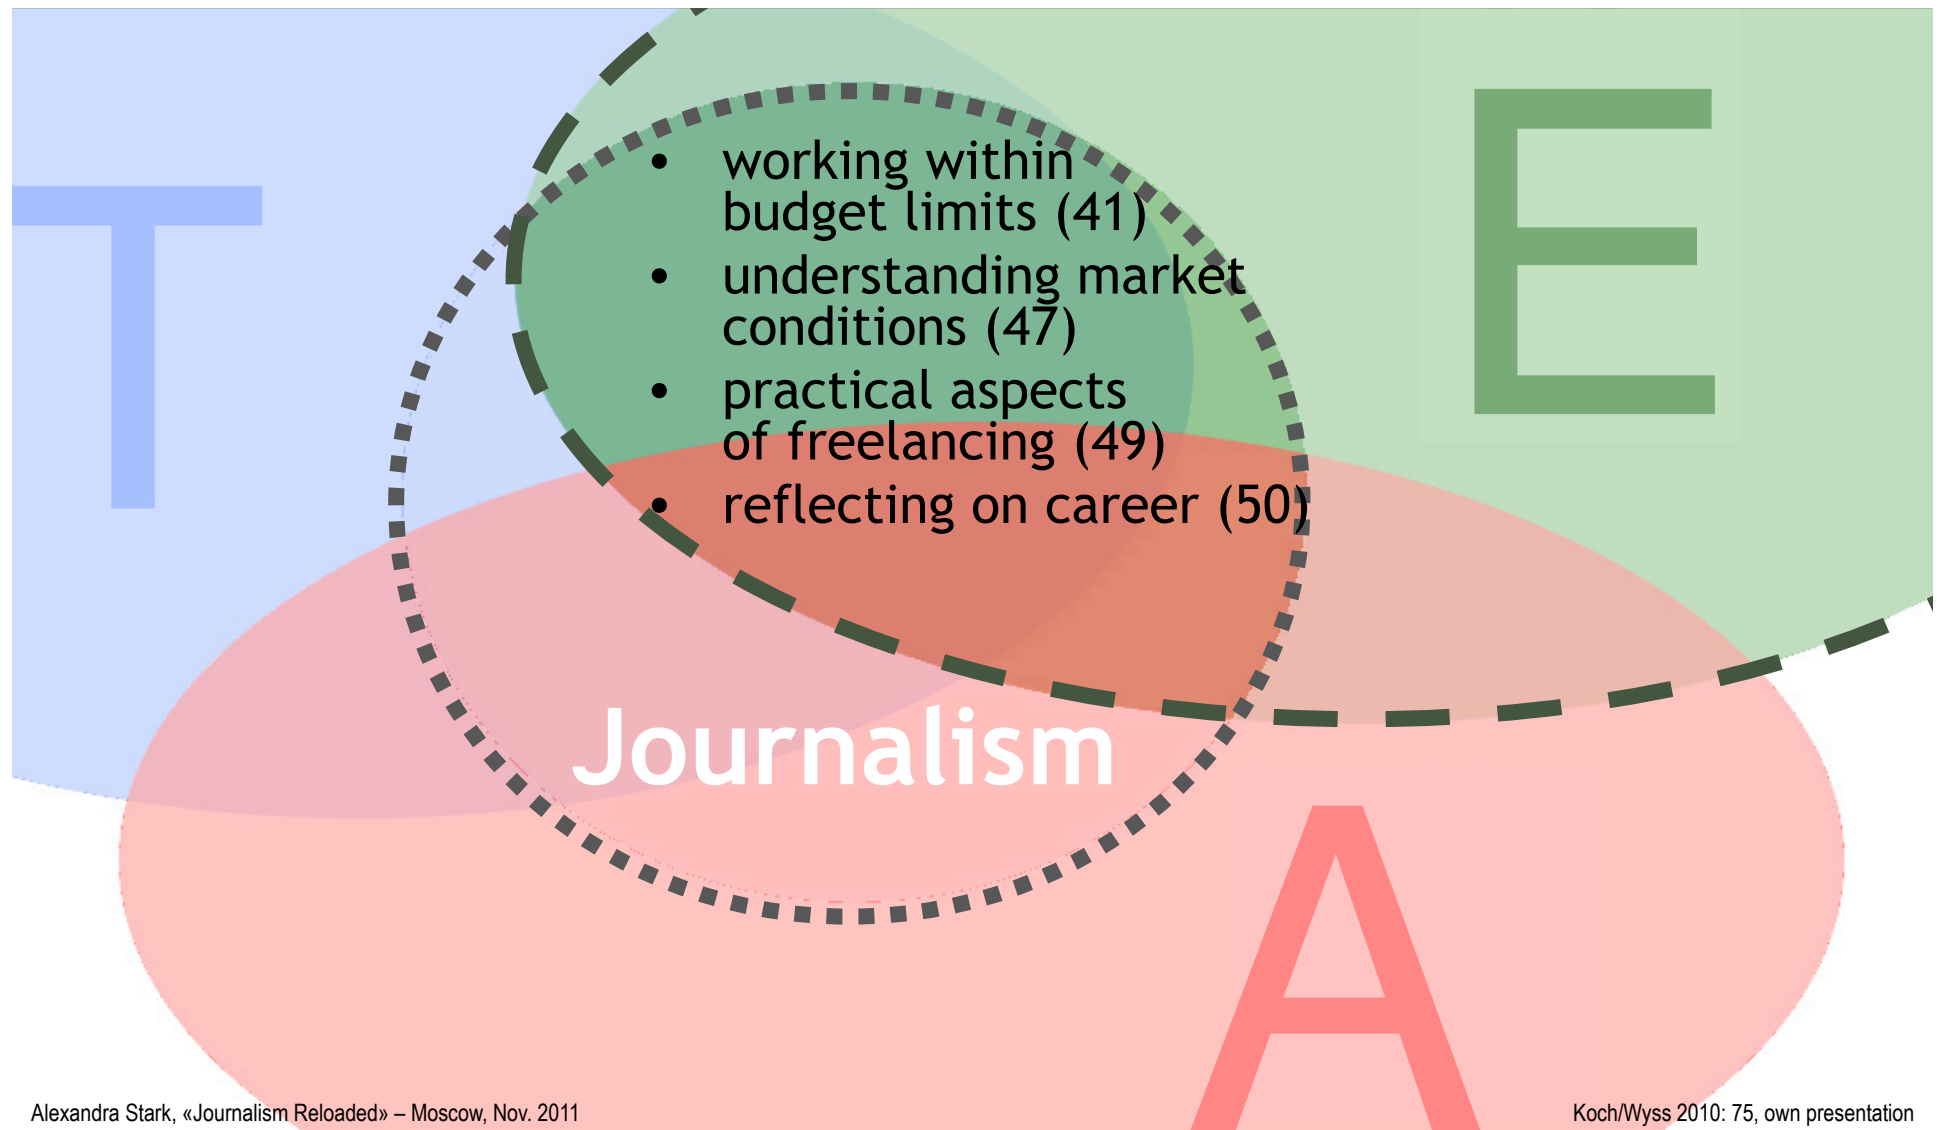 T
E
• working within
budget limits (41)
• understanding market
conditions (47)
• practical aspects
of freelancing (49)
• reflecting on career (50)
Journalism
A
Alexandra Stark, «Journalism Reloaded» – Moscow, Nov. 2011
Koch/Wyss 2010: 75, own presentation